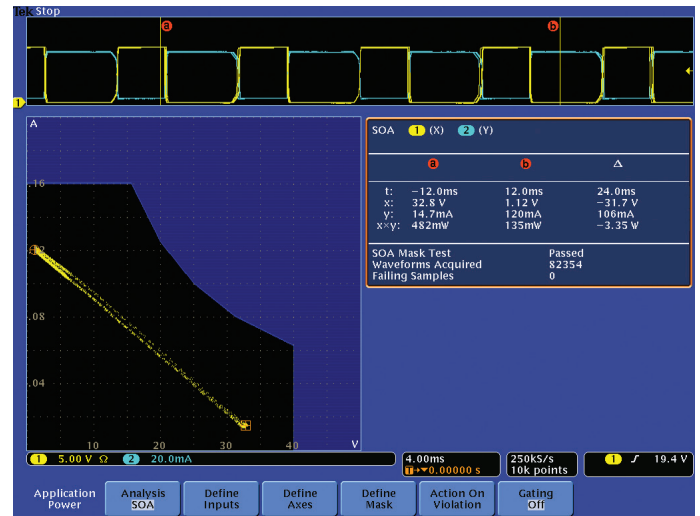 Tek Stop
a
b
1
A
.16
.12
.08
.04
10
20
30
40
V
SOA 1 (X) 2 (Y)
a b Δ
t: -12.0ms 12.0ms 24.0ms
x: 32.8 V 1.12 V -31.7 V
y: 14.7mA 120mA 106mA
x×y: 482mW 135mW -3.35 W
SOA Mask Test Passed
Waveforms Acquired 82354
Failing Samples 0
1 5.00 V Ω 2 20.0mA
4.00ms
T→▼0.00000 s
250kS/s
10k points
1 ƒ 19.4 V
Application Power
Analysis SOA
Define Inputs
Define Axes
Define Mask
Action On Violation
Gating Off